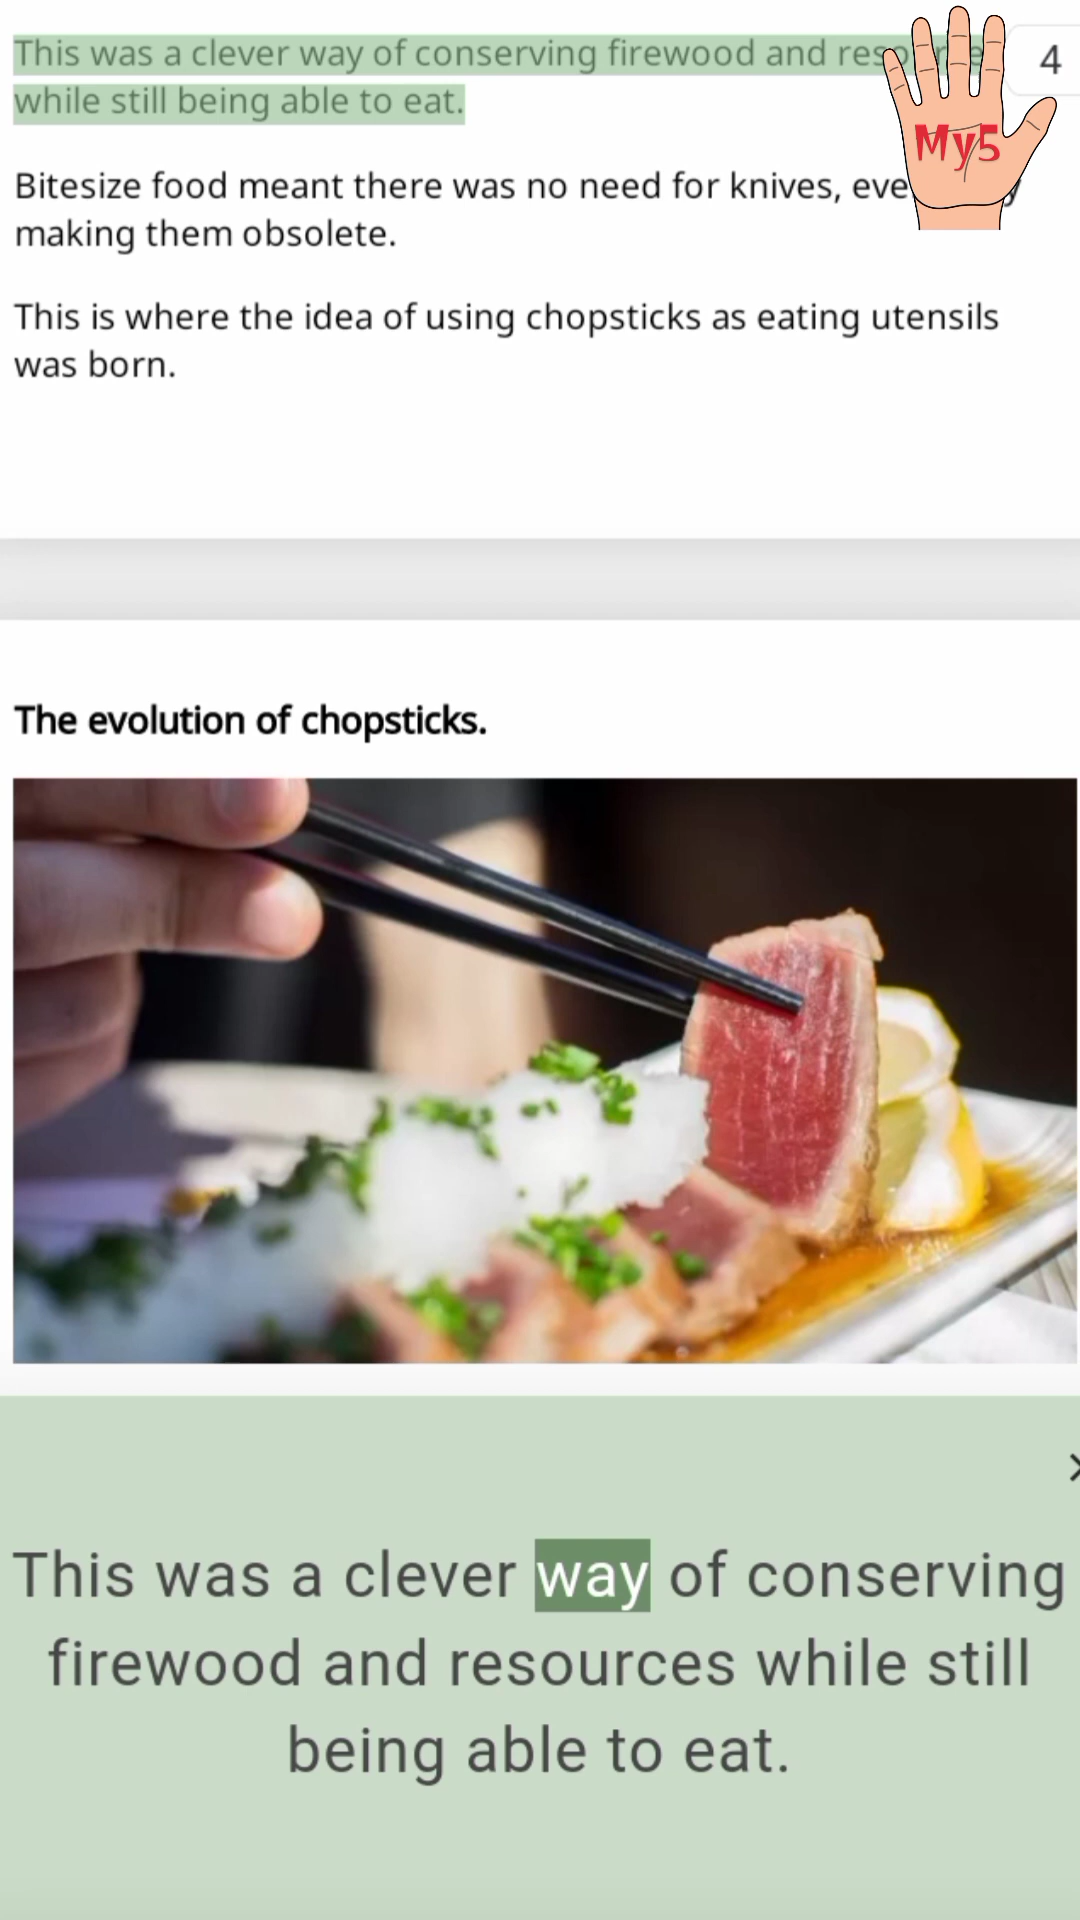 This was a clever way of conserving firewood and
4
while still being able to eat.
My5
Bitesize food meant there was no need for knives,
making them obsolete.
This is where the idea of using chopsticks as eating utensils
was born.
The evolution of chopsticks.
This was a clever way of conserving
firewood and resources while still
being able to eat.